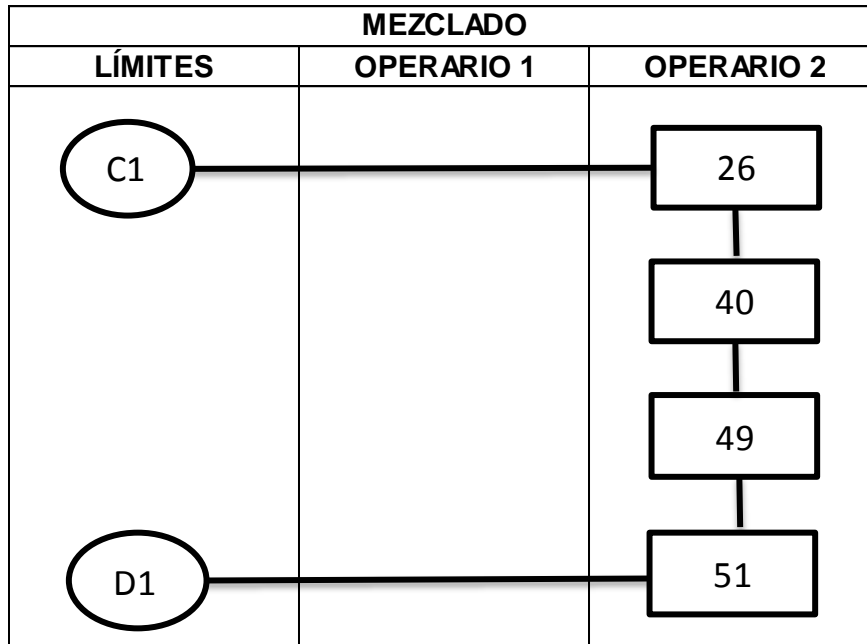 MEZCLADO
LÍMITES OPERARIO 1 OPERARIO 2
C1 26
40
49
D1 51